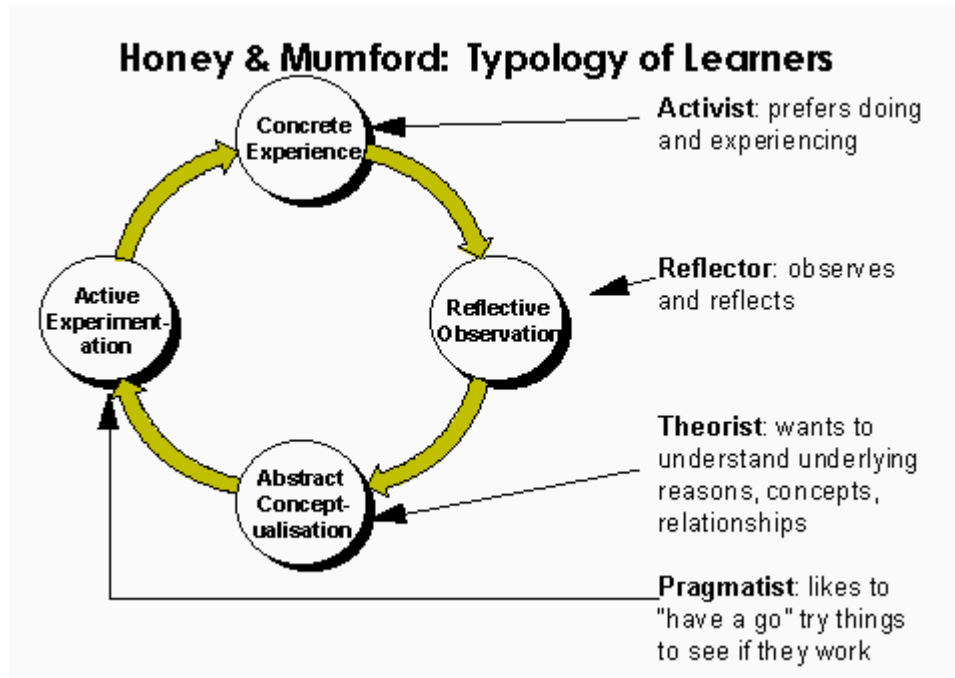 Honey & Mumford: Typology of Learners
Concrete
Experience
Activist: prefers doing
and experiencing
Reflector: observes
and reflects
Active
Experiment-
ation
Reflective
Observation
Theorist: wants to
understand underlying
reasons, concepts,
relationships
Abstract
Concept-
ualisation
Pragmatist: likes to
"have a go" try things
to see if they work